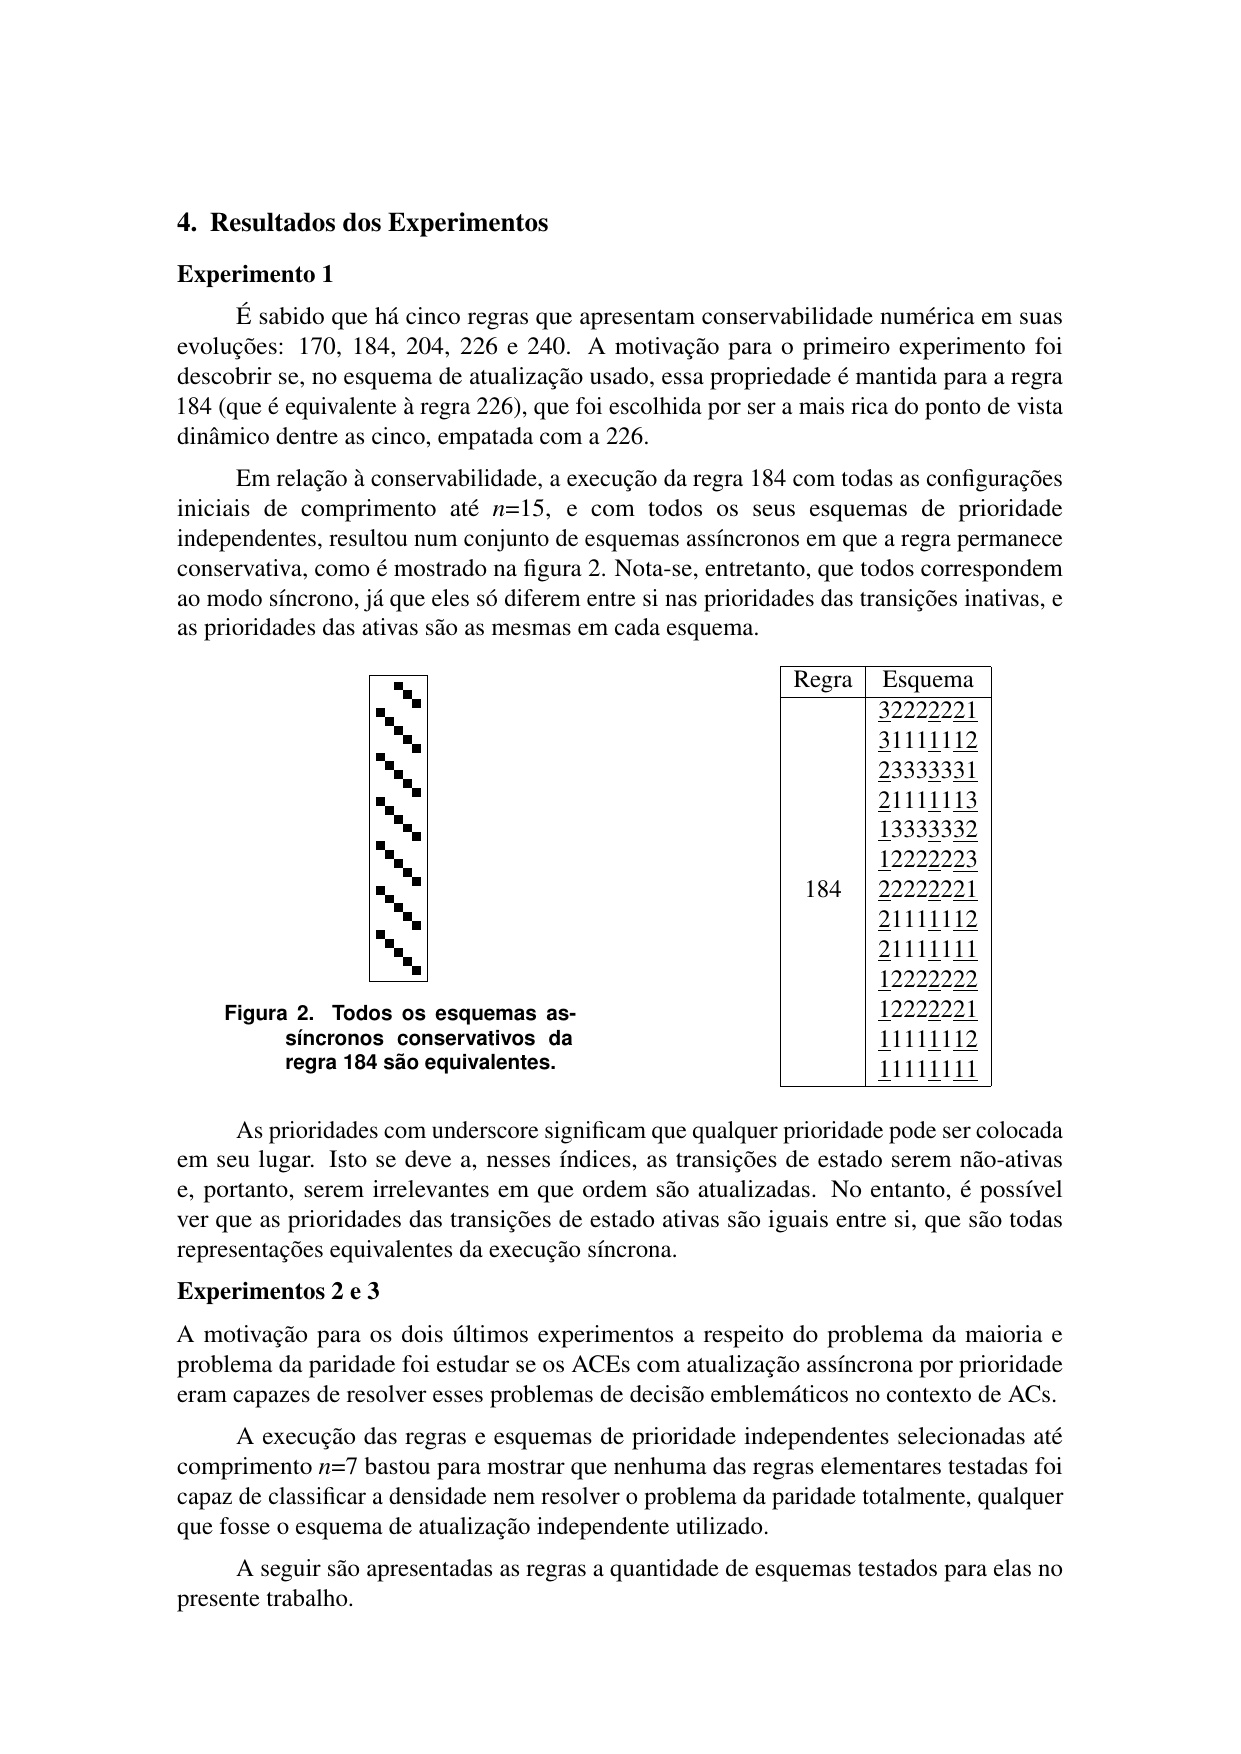 4. Resultados dos Experimentos
Experimento 1
É sabido que há cinco regras que apresentam conservabilidade numérica em suas
evoluções: 170, 184, 204, 226 e 240. A motivação para o primeiro experimento foi
descobrir se, no esquema de atualização usado, essa propriedade é mantida para a regra
184 (que é equivalente à regra 226), que foi escolhida por ser a mais rica do ponto de vista
dinâmico dentre as cinco, empatada com a 226.
Em relação à conservabilidade, a execução da regra 184 com todas as configurações
iniciais de comprimento até n=15, e com todos os seus esquemas de prioridade
independentes, resultou num conjunto de esquemas assíncronos em que a regra permanece
conservativa, como é mostrado na figura 2. Nota-se, entretanto, que todos correspondem
ao modo síncrono, já que eles só diferem entre si nas prioridades das transições inativas, e
as prioridades das ativas são as mesmas em cada esquema.
Figura 2. Todos os esquemas as-
síncronos conservativos da
regra 184 são equivalentes.
Regra Esquema
32222221
31111112
23333331
21111113
13333332
12222223
184 22222221
21111112
21111111
12222222
12222221
11111112
11111111
As prioridades com underscore significam que qualquer prioridade pode ser colocada
em seu lugar. Isto se deve a, nesses índices, as transições de estado serem não-ativas
e, portanto, serem irrelevantes em que ordem são atualizadas. No entanto, é possível
ver que as prioridades das transições de estado ativas são iguais entre si, que são todas
representações equivalentes da execução síncrona.
Experimentos 2 e 3
A motivação para os dois últimos experimentos a respeito do problema da maioria e
problema da paridade foi estudar se os ACEs com atualização assíncrona por prioridade
eram capazes de resolver esses problemas de decisão emblemáticos no contexto de ACs.
A execução das regras e esquemas de prioridade independentes selecionadas até
comprimento n=7 bastou para mostrar que nenhuma das regras elementares testadas foi
capaz de classificar a densidade nem resolver o problema da paridade totalmente, qualquer
que fosse o esquema de atualização independente utilizado.
A seguir são apresentadas as regras a quantidade de esquemas testados para elas no
presente trabalho.